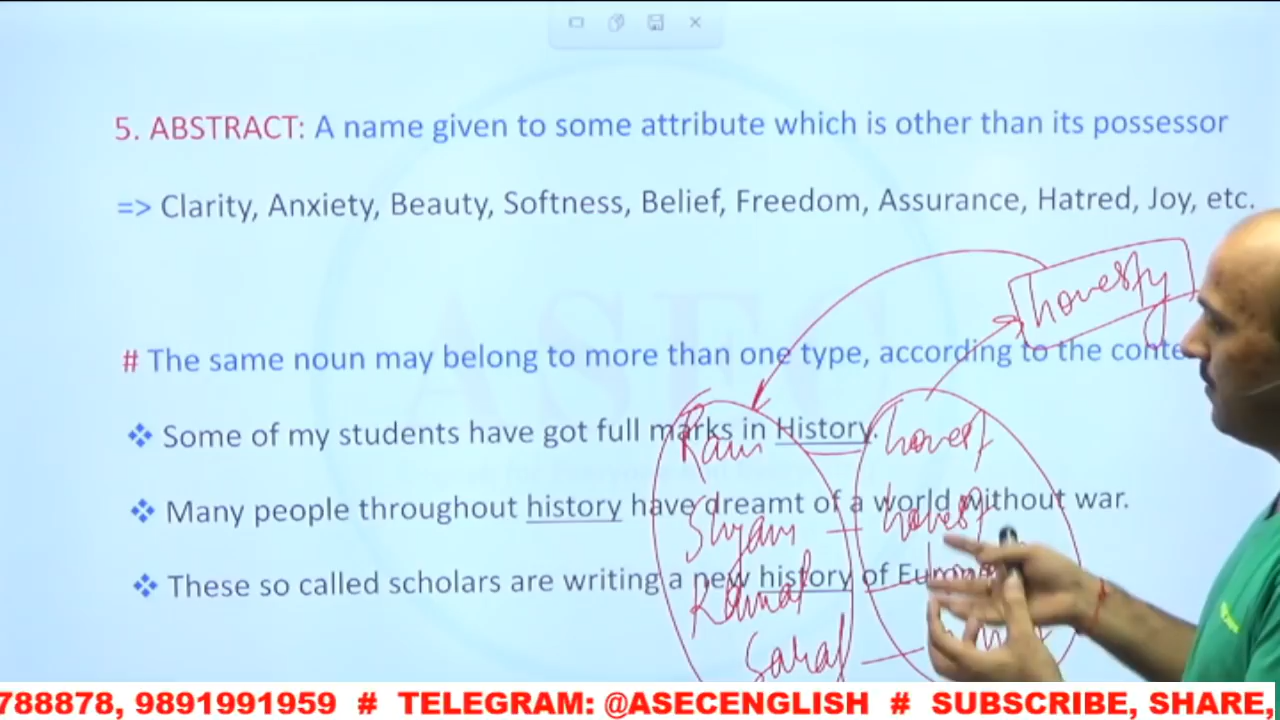 5. ABSTRACT: A name given to some attribute which is other than its possessor
=> Clarity, Anxiety, Beauty, Softness, Belief, Freedom, Assurance, Hatred, Joy, etc.
honesty
# The same noun may belong to more than one type, according to the conte
❖ Some of my students have got full marks in History.
Ram honest
❖ Many people throughout history have dreamt of a world without war.
Shyam honest
❖ These so called scholars are writing a new history of Europe
Kamal
Saral
788878, 9891991959 # TELEGRAM: @ASECENGLISH # SUBSCRIBE, SHARE,